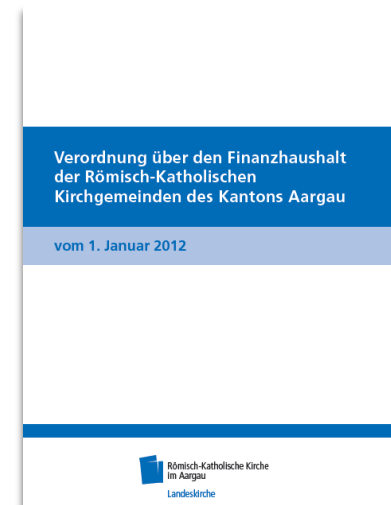 Verordnung über den Finanzhaushalt
der Römisch-Katholischen
Kirchgemeinden des Kantons Aargau
vom 1. Januar 2012
Römisch-Katholische Kirche
im Aargau
Landeskirche